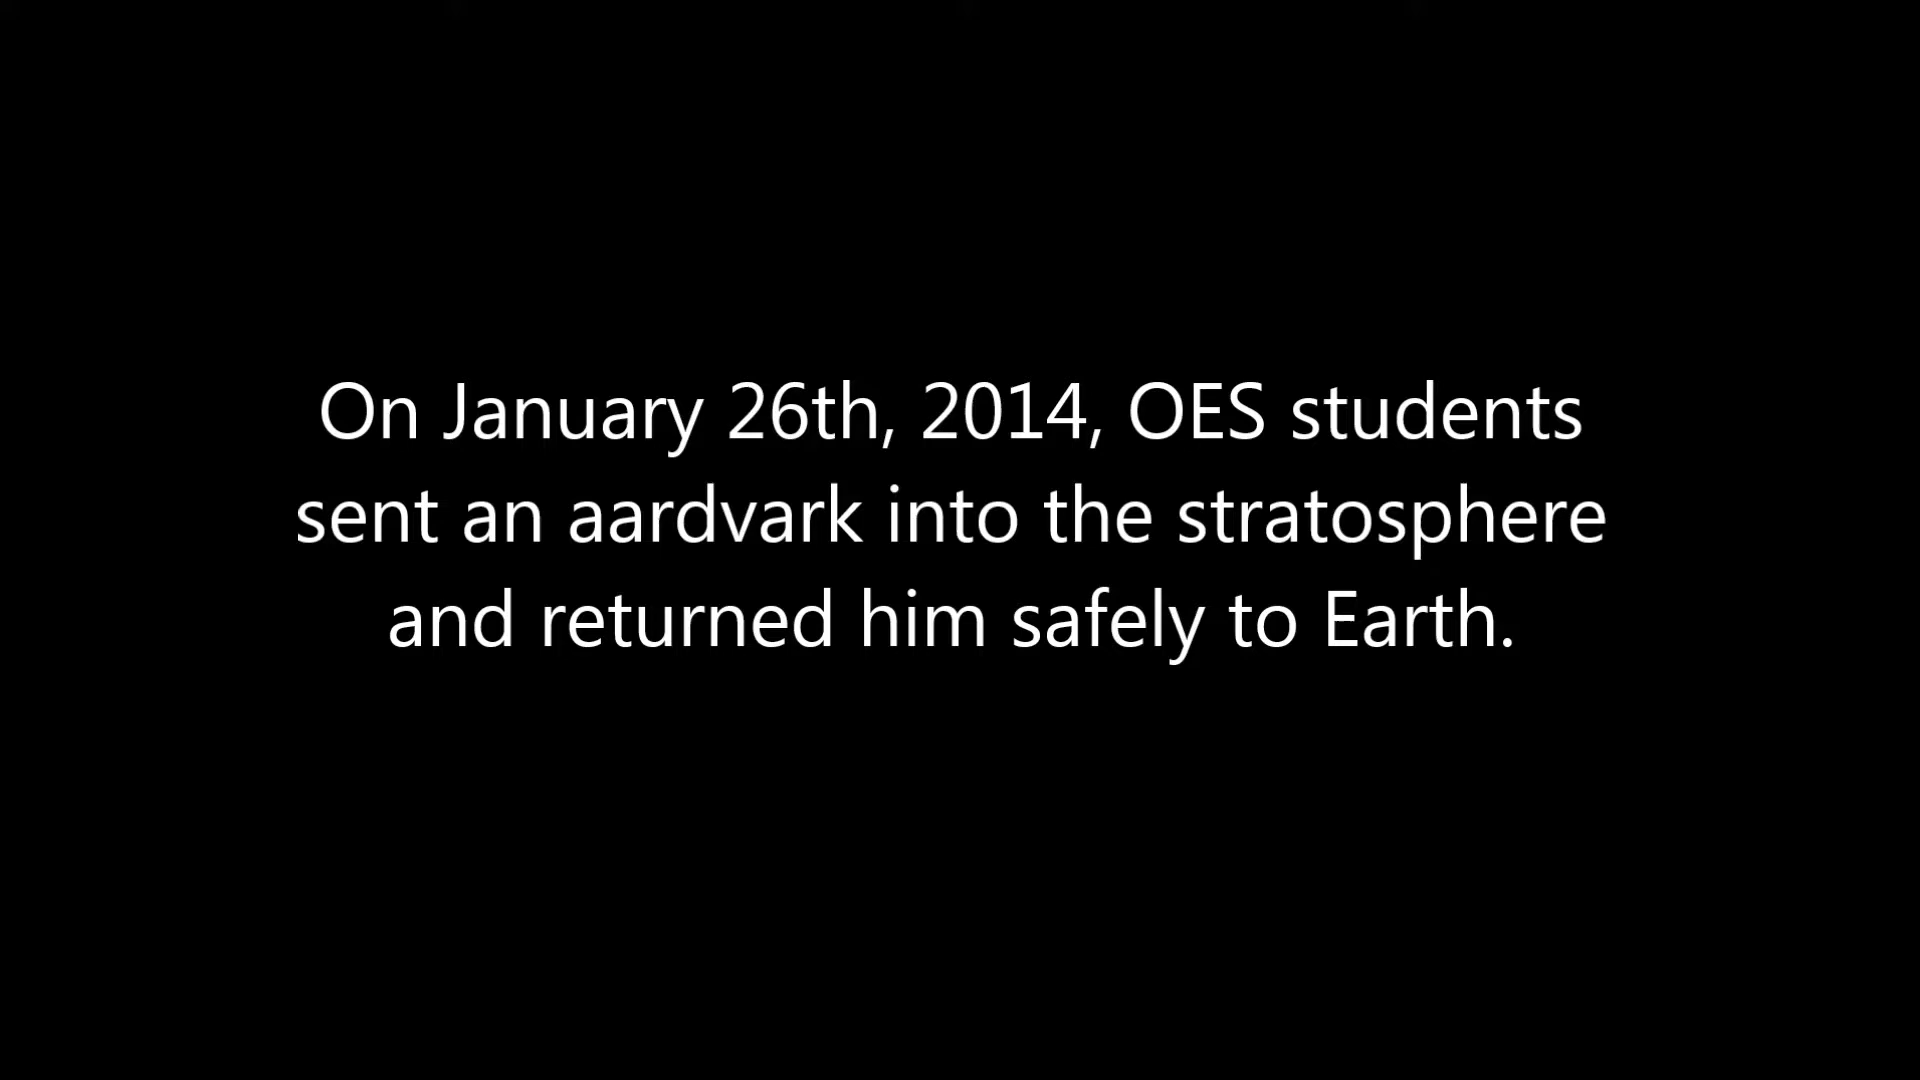 On January 26th, 2014, OES students
sent an aardvark into the stratosphere
and returned him safely to Earth.